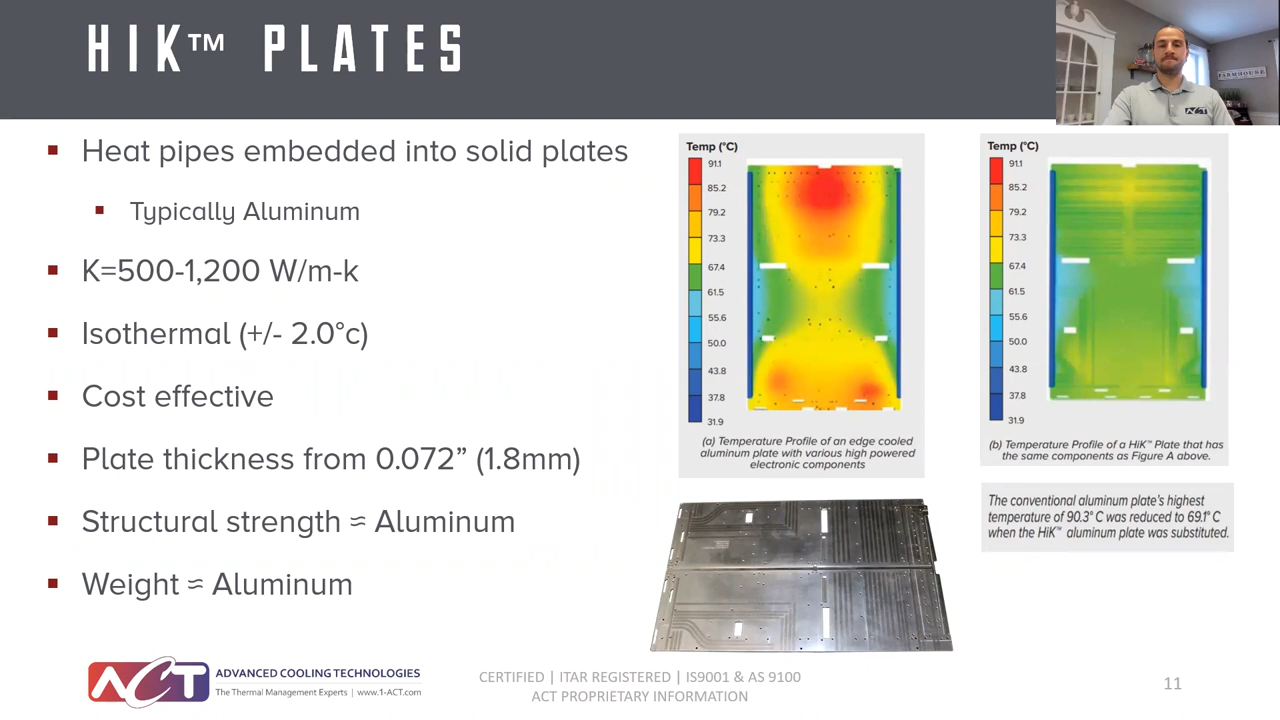 HIK™ PLATES
FARMHOUSE
ACT
▪ Heat pipes embedded into solid plates
▪ Typically Aluminum
▪ K=500-1,200 W/m-k
▪ Isothermal (+/- 2.0°c)
▪ Cost effective
▪ Plate thickness from 0.072” (1.8mm)
▪ Structural strength ≂ Aluminum
▪ Weight ≂ Aluminum
Temp (°C)
91.1
85.2
79.2
73.3
67.4
61.5
55.6
50.0
43.8
37.8
31.9
(a) Temperature Profile of an edge cooled
aluminum plate with various high powered
electronic components
Temp (°C)
91.1
85.2
79.2
73.3
67.4
61.5
55.6
50.0
43.8
37.8
31.9
(b) Temperature Profile of a HiK™ Plate that has
the same components as Figure A above.
The conventional aluminum plate's highest
temperature of 90.3° C was reduced to 69.1° C
when the HiK™ aluminum plate was substituted.
ACT
ADVANCED COOLING TECHNOLOGIES
The Thermal Management Experts | www.1-ACT.com
CERTIFIED | ITAR REGISTERED | IS9001 & AS 9100
ACT PROPRIETARY INFORMATION
11